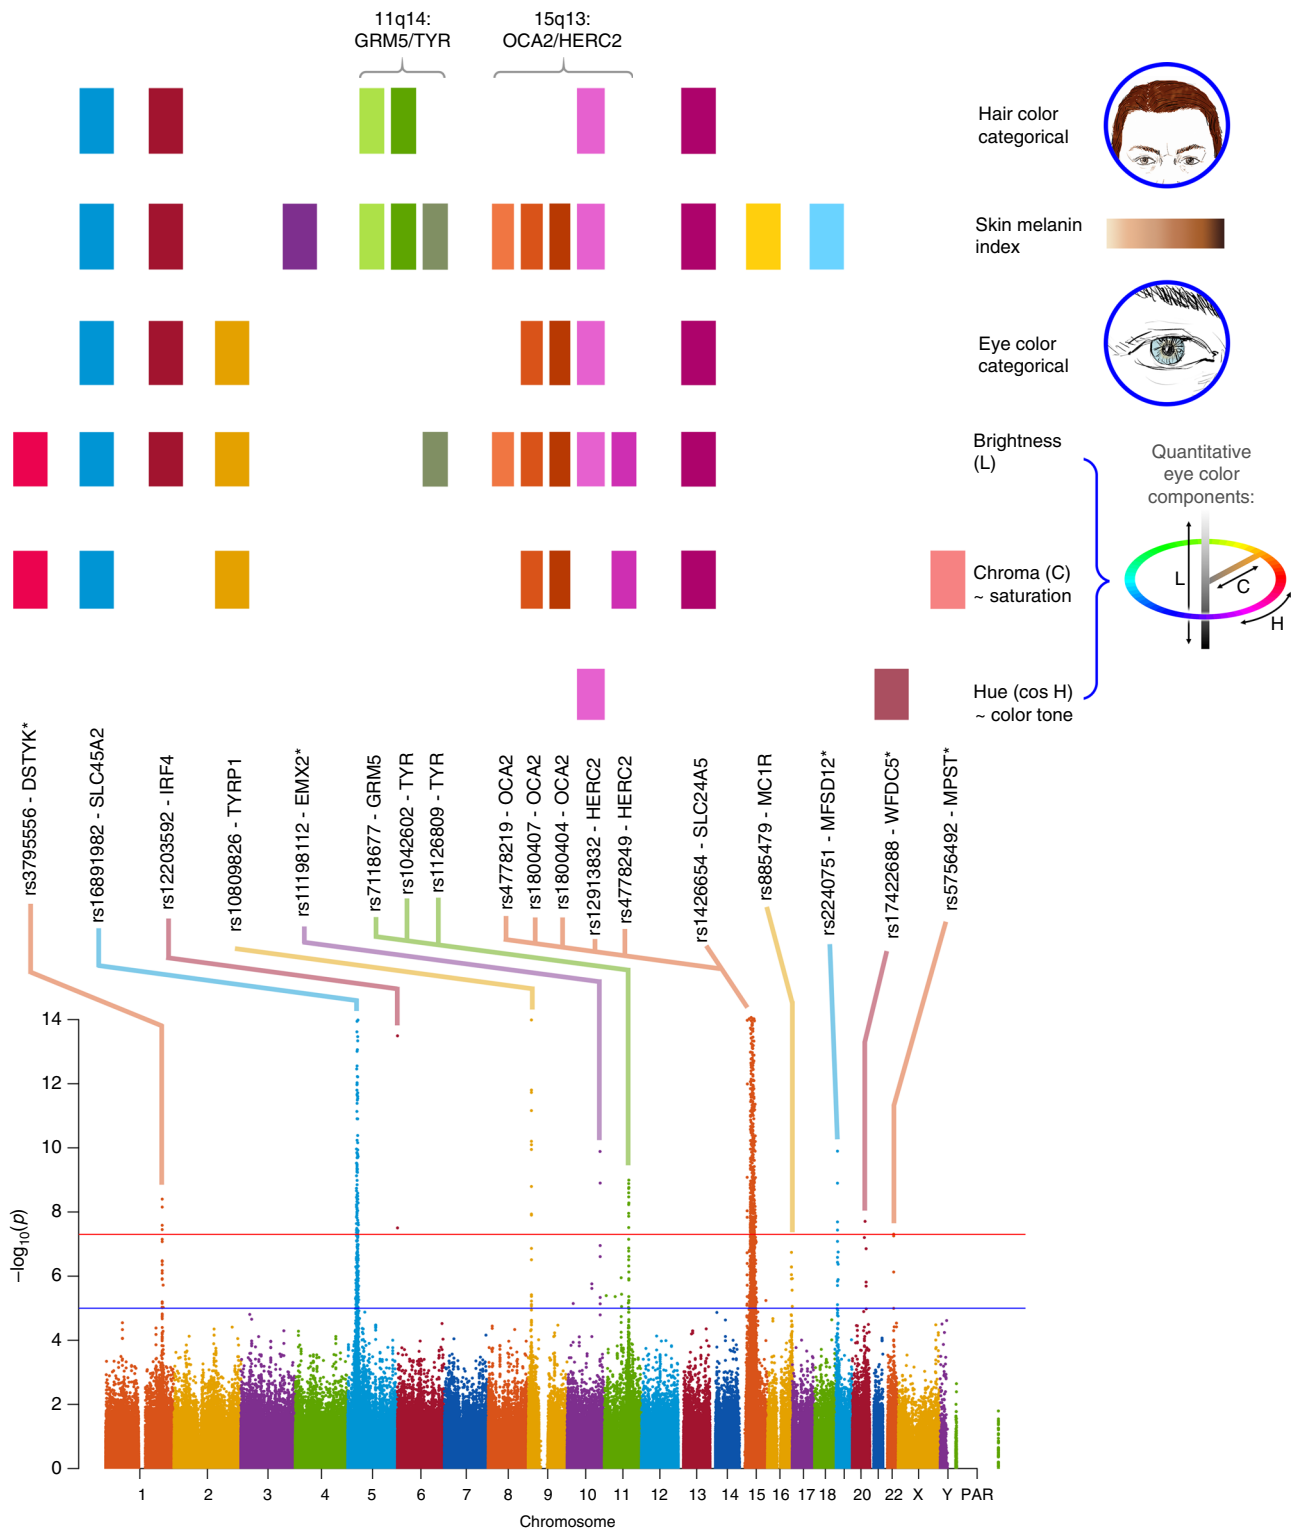 11q14:
GRM5/TYR
15q13:
OCA2/HERC2
Hair color
categorical
Skin melanin
index
Eye color
categorical
Brightness
(L)
Quantitative
eye color
components:
Chroma (C)
~ saturation
L
C
H
Hue (cos H)
~ color tone
rs3795556 - DSTYK*
rs16891982 - SLC45A2
rs12203592 - IRF4
rs10809826 - TYRP1
rs11198112 - EMX2*
rs7118677 - GRM5
rs1042602 - TYR
rs1126809 - TYR
rs4778219 - OCA2
rs1800407 - OCA2
rs1800404 - OCA2
rs12913832 - HERC2
rs4778249 - HERC2
rs1426654 - SLC24A5
rs885479 - MC1R
rs2240751 - MFSD12*
rs17422688 - WFDC5*
rs5756492 - MPST*
14
12
10
8
6
4
2
0
−log10(p)
1 2 3 4 5 6 7 8 9 10 11 12 13 14 15 16 17 18 20 22 X Y PAR
Chromosome